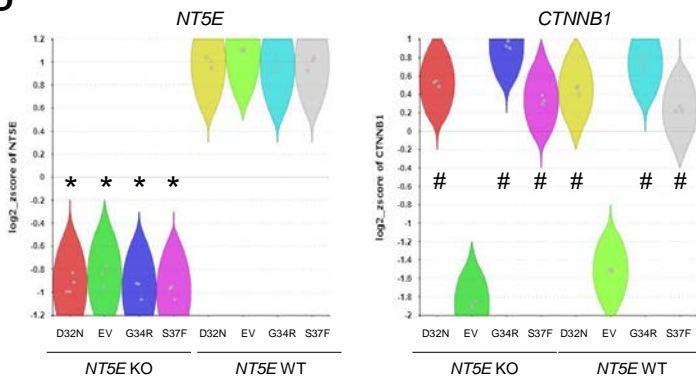 NT5E
CTNNB1
log2_zscore of NT5E
1.2
1
0.8
0.6
0.4
0.2
0
-0.2
-0.4
-0.6
-0.8
-1
-1.2
* * * *
D32N EV G34R S37F D32N EV G34R S37F
NT5E KO NT5E WT
log2_zscore of CTNNB1
1
0.8
0.6
0.4
0.2
0
-0.2
-0.4
-0.6
-0.8
-1
-1.2
-1.4
-1.6
-1.8
-2
# # # # # #
D32N EV G34R S37F D32N EV G34R S37F
NT5E KO NT5E WT